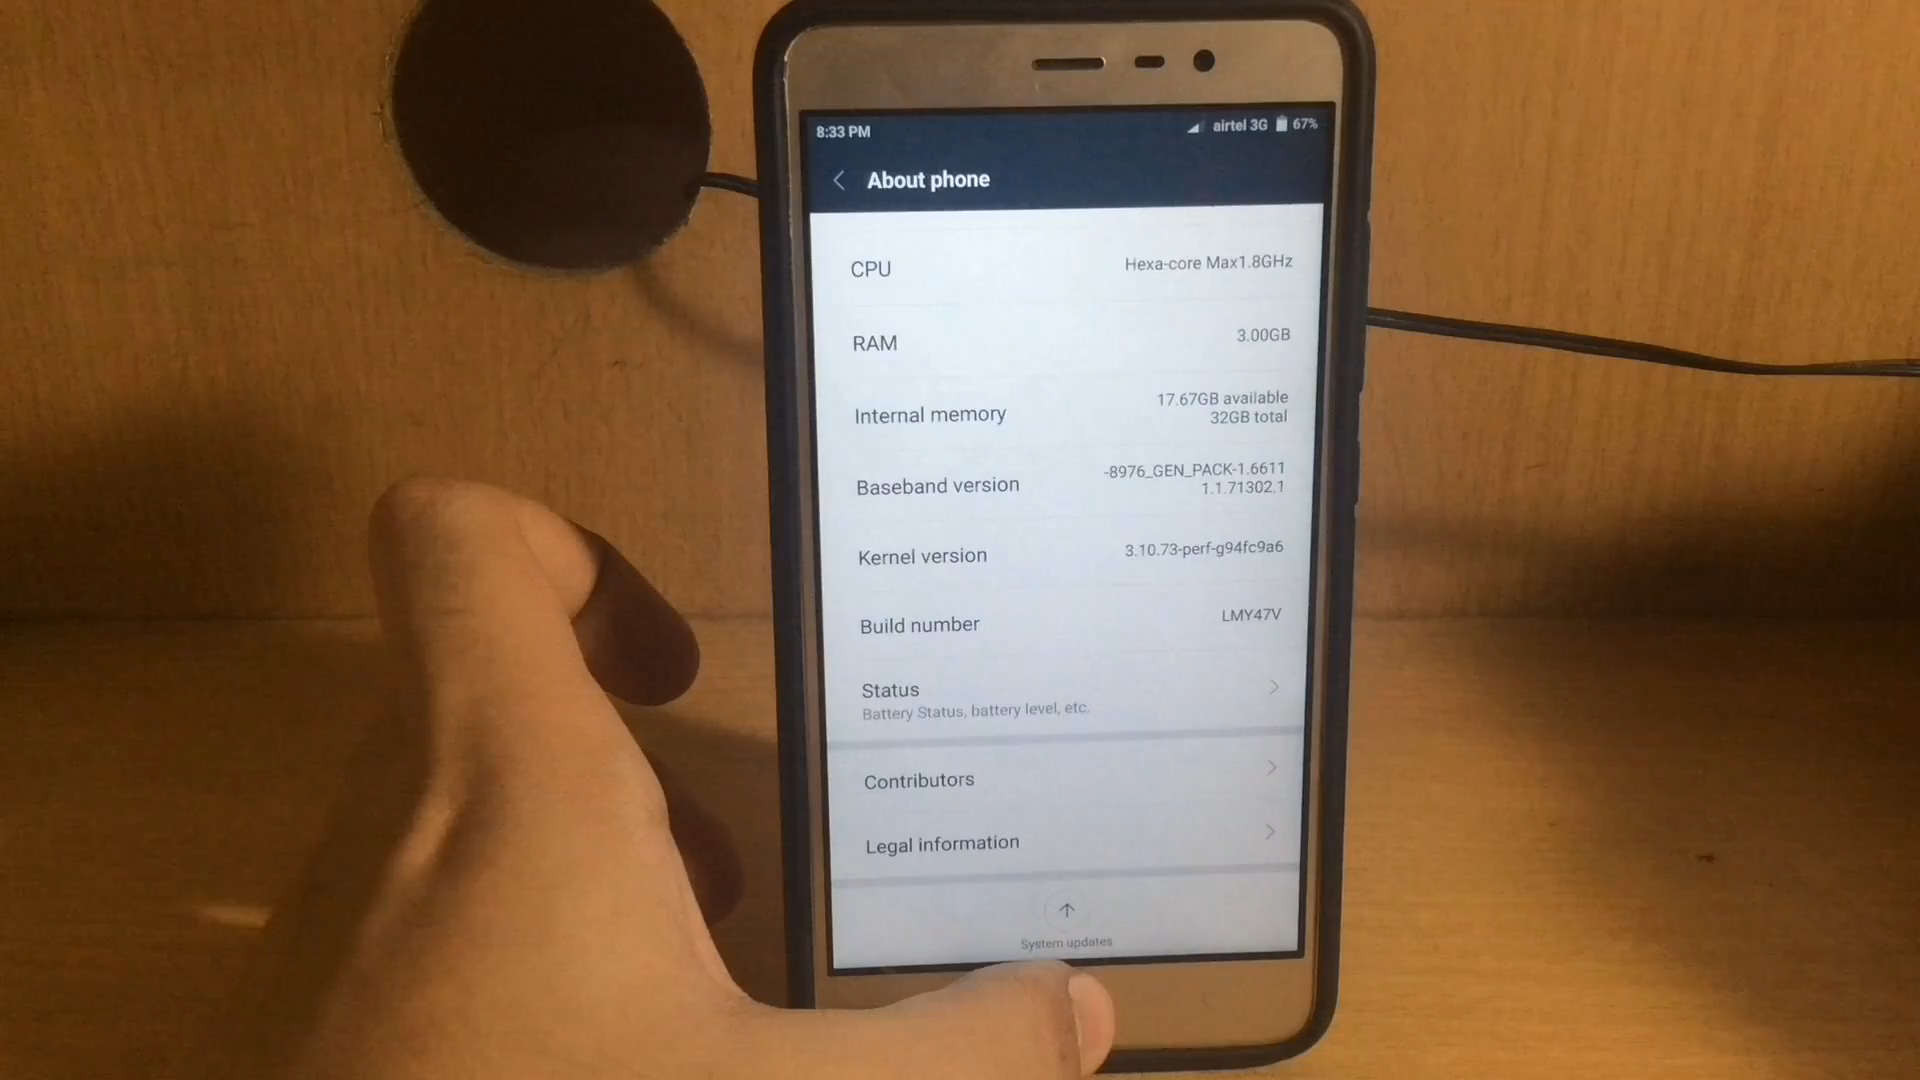 8:33 PM
airtel 3G
67%
About phone
CPU
Hexa-core Max1.8GHz
RAM
3.00GB
Internal memory
17.67GB available
32GB total
Baseband version
-8976_GEN_PACK-1.6611
1.1.71302.1
Kernel version
3.10.73-perf-g94fc9a6
Build number
LMY47V
Status
Battery Status, battery level, etc.
Contributors
Legal information
System updates